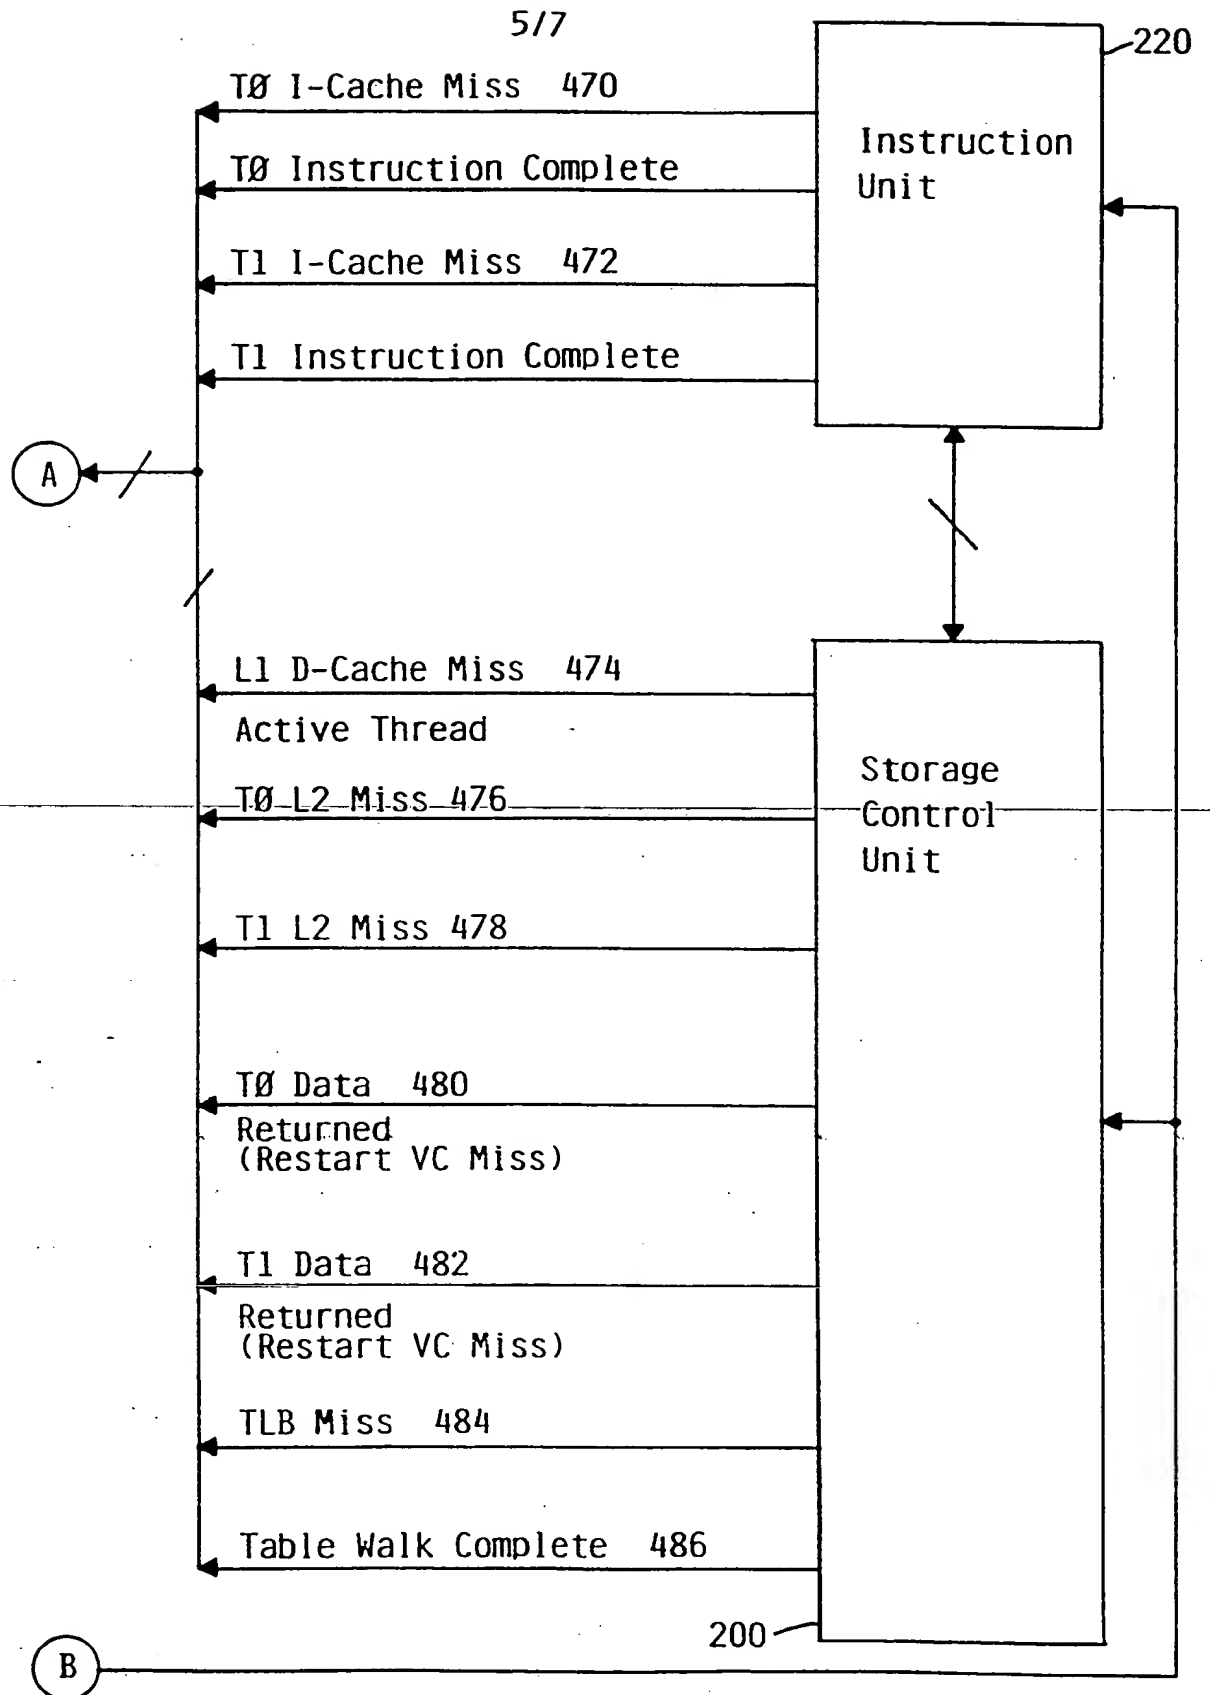 5/7
220
TØ I-Cache Miss 470
TØ Instruction Complete
Instruction
Unit
T1 I-Cache Miss 472
T1 Instruction Complete
A
L1 D-Cache Miss 474
Active Thread
TØ L2 Miss 476
Storage
Control
Unit
T1 L2 Miss 478
TØ Data 480
Returned
(Restart VC Miss)
T1 Data 482
Returned
(Restart VC Miss)
TLB Miss 484
Table Walk Complete 486
200
B